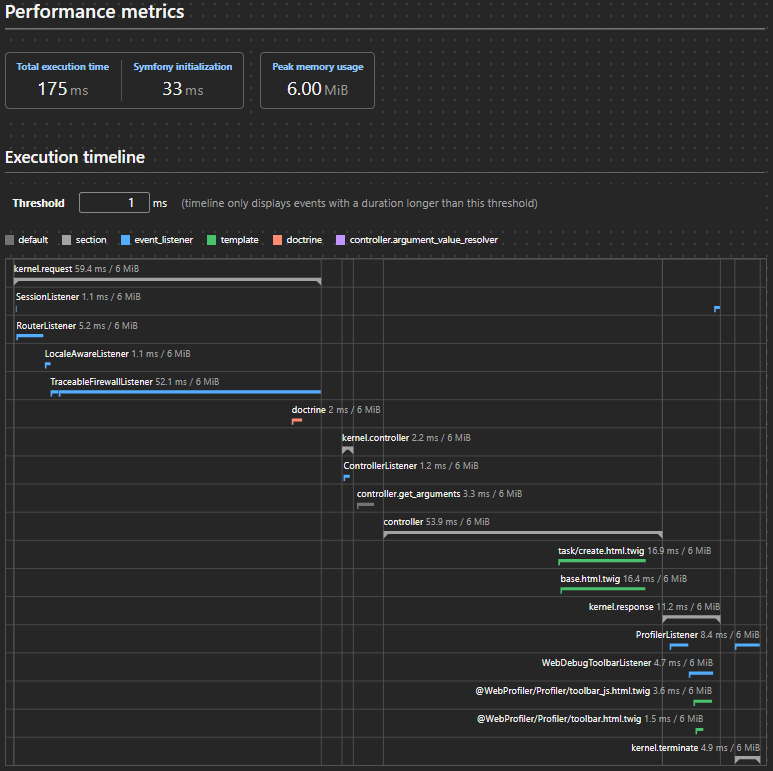 Performance metrics
Total execution time Symfony initialization Peak memory usage
175 ms 33 ms 6.00 MiB
Execution timeline
Threshold 1 ms (timeline only displays events with a duration longer than this threshold)
default section event_listener template doctrine controller.argument_value_resolver
kernel.request 59.4 ms / 6 MiB
SessionListener 1.1 ms / 6 MiB
RouterListener 5.2 ms / 6 MiB
LocaleAwareListener 1.1 ms / 6 MiB
TraceableFirewallListener 52.1 ms / 6 MiB
doctrine 2 ms / 6 MiB
kernel.controller 2.2 ms / 6 MiB
ControllerListener 1.2 ms / 6 MiB
controller.get_arguments 3.3 ms / 6 MiB
controller 53.9 ms / 6 MiB
task/create.html.twig 16.9 ms / 6 MiB
base.html.twig 16.4 ms / 6 MiB
kernel.response 11.2 ms / 6 MiB
ProfilerListener 8.4 ms / 6 MiB
WebDebugToolbarListener 4.7 ms / 6 MiB
@WebProfiler/Profiler/toolbar_js.html.twig 3.6 ms / 6 MiB
@WebProfiler/Profiler/toolbar.html.twig 1.5 ms / 6 MiB
kernel.terminate 4.9 ms / 6 MiB